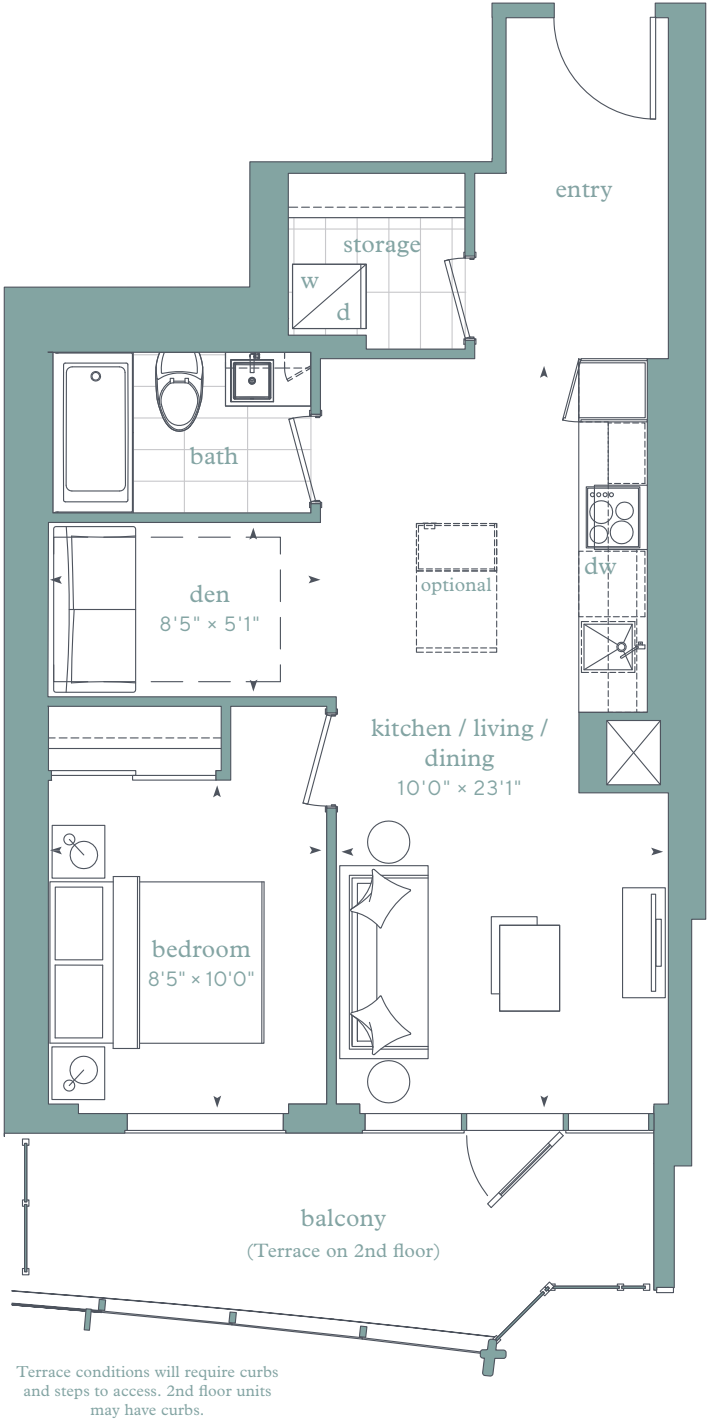 entry
storage
w
d
bath
dw
optional
den
8'5" × 5'1"
kitchen / living /
dining
10'0" × 23'1"
bedroom
8'5" × 10'0"
balcony
(Terrace on 2nd floor)
Terrace conditions will require curbs
and steps to access. 2nd floor units
may have curbs.